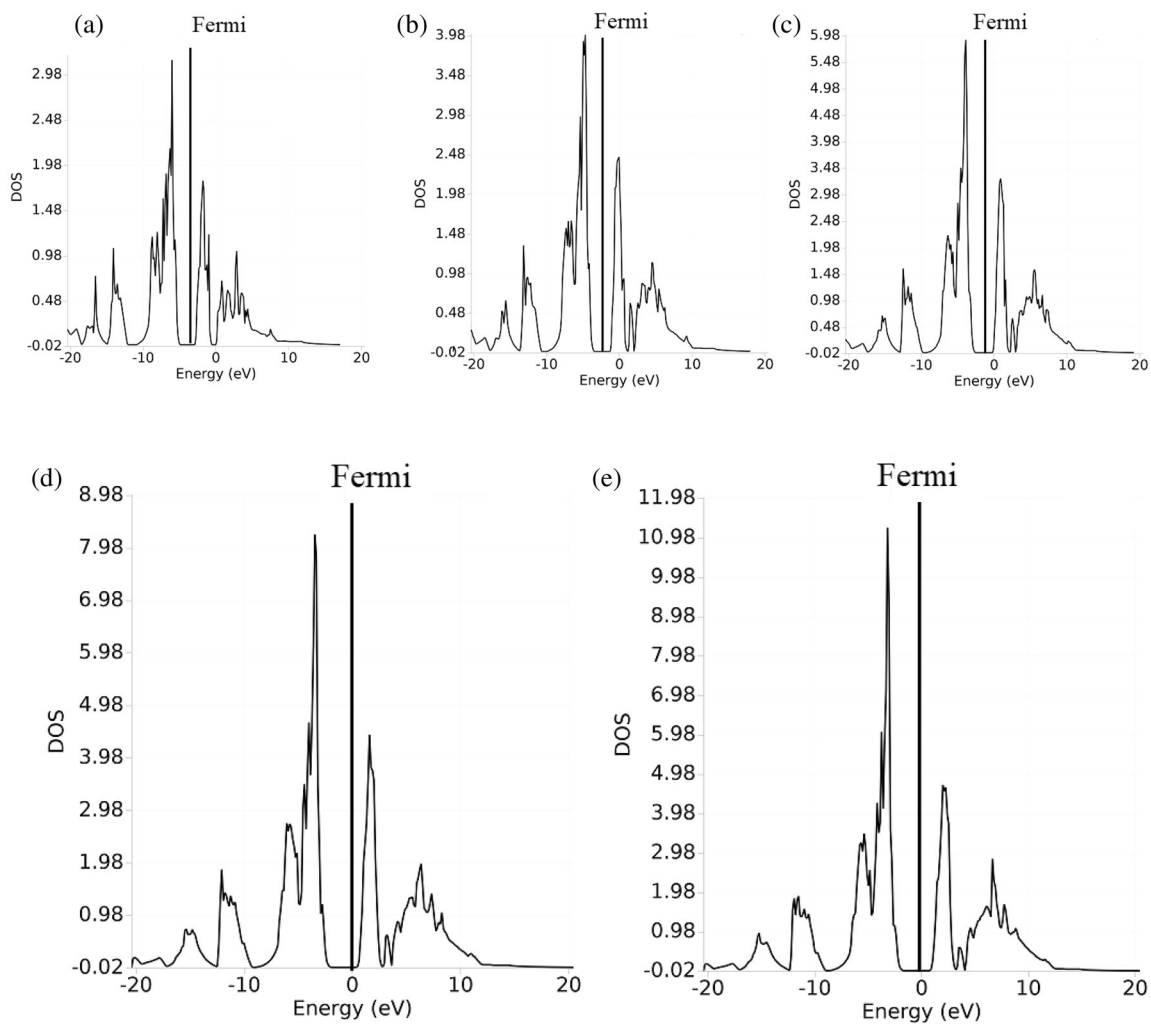 (a) Fermi
2.98
2.48
1.98
1.48
0.98
0.48
-0.02
DOS
-20 -10 0 10 20
Energy (eV)
(b) Fermi
3.98
3.48
2.98
2.48
1.98
1.48
0.98
0.48
-0.02
DOS
-20 -10 0 10 20
Energy (eV)
(c) Fermi
5.98
5.48
4.98
4.48
3.98
3.48
2.98
2.48
1.98
1.48
0.98
0.48
-0.02
DOS
-20 -10 0 10 20
Energy (eV)
(d) Fermi
8.98
7.98
6.98
5.98
4.98
3.98
2.98
1.98
0.98
-0.02
DOS
-20 -10 0 10 20
Energy (eV)
(e) Fermi
11.98
10.98
9.98
8.98
7.98
6.98
5.98
4.98
3.98
2.98
1.98
0.98
-0.02
DOS
-20 -10 0 10 20
Energy (eV)